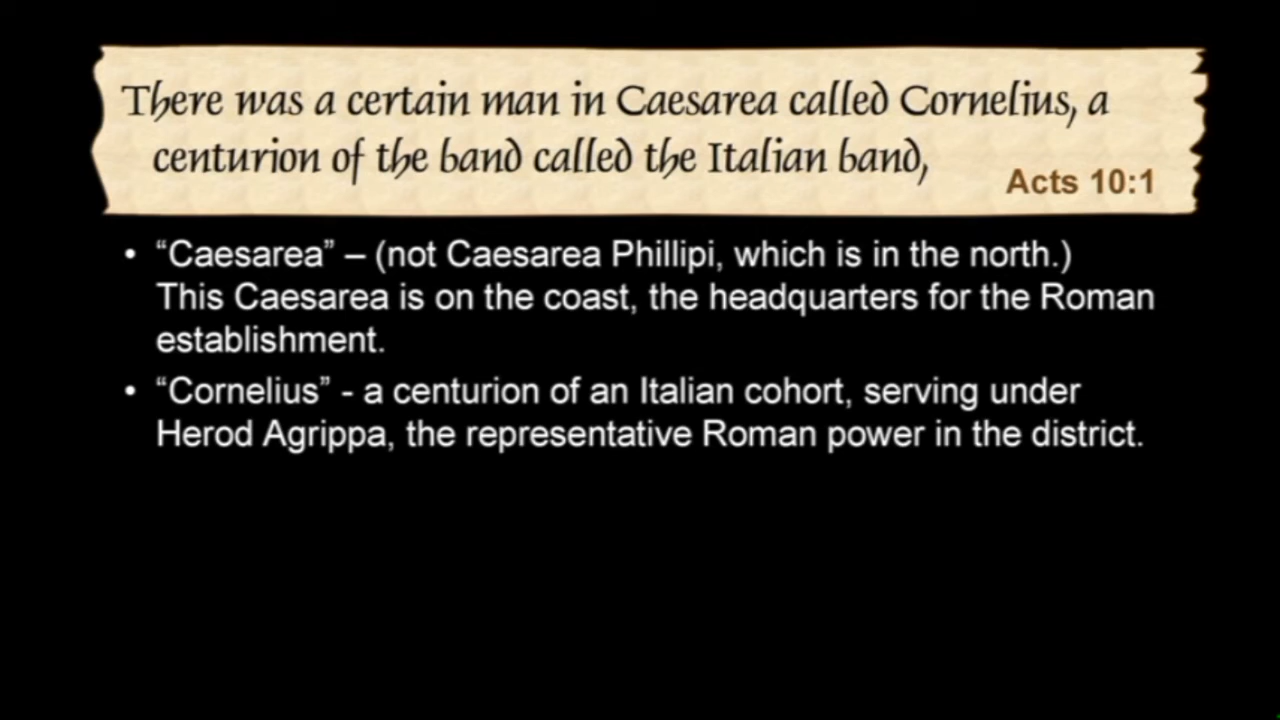 There was a certain man in Caesarea called Cornelius, a
centurion of the band called the Italian band,
Acts 10:1
• “Caesarea” – (not Caesarea Phillipi, which is in the north.)
This Caesarea is on the coast, the headquarters for the Roman
establishment.
• “Cornelius” - a centurion of an Italian cohort, serving under
Herod Agrippa, the representative Roman power in the district.